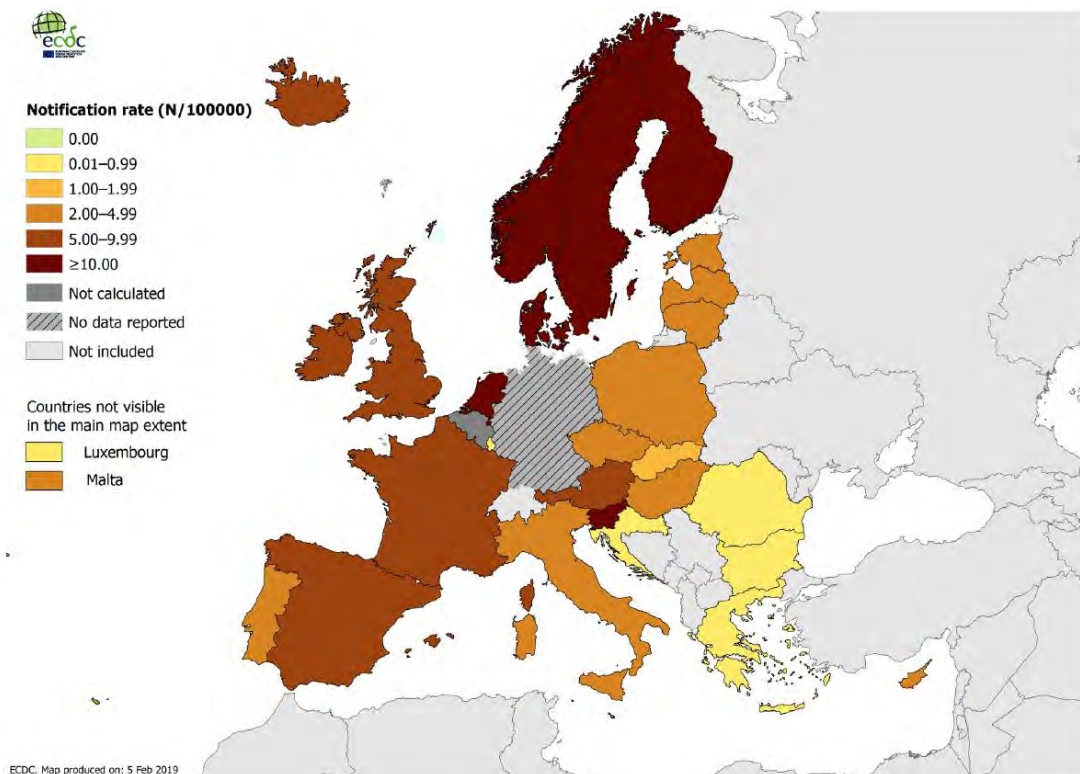 ecdc
Notification rate (N/100000)
0.00
0.01–0.99
1.00–1.99
2.00–4.99
5.00–9.99
≥10.00
Not calculated
No data reported
Not included
Countries not visible
in the main map extent
Luxembourg
Malta
ECDC. Map produced on: 5 Feb 2019